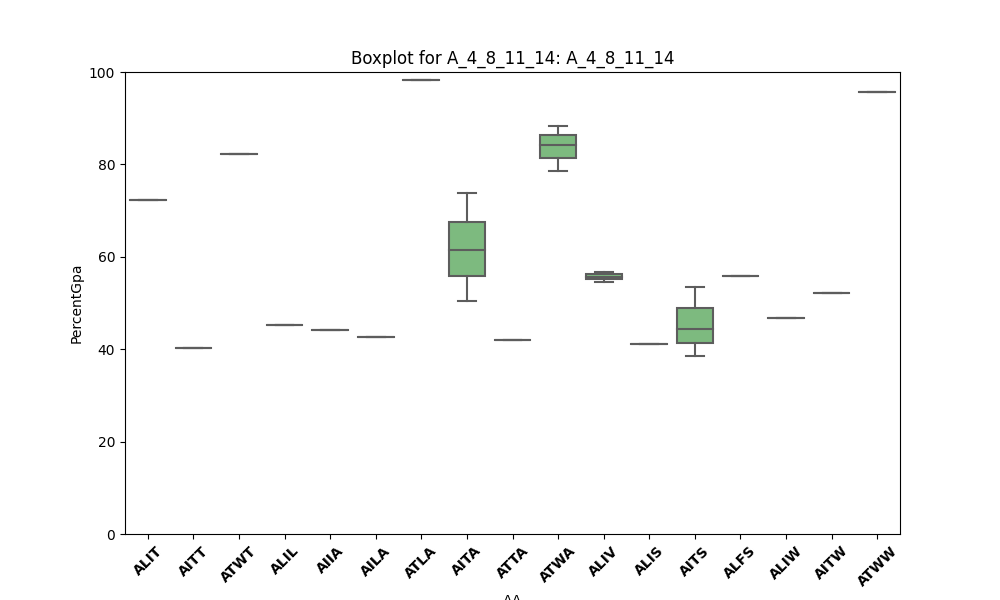 Boxplot for A_4_8_11_14: A_4_8_11_14
PercentGpa
100
80
60
40
20
0
ALIT
AITT
ATWT
ALIL
AIIA
AILA
ATLA
AITA
ATTA
ATWA
ALIV
ALIS
AITS
ALFS
ALIW
AITW
ATWW
AA